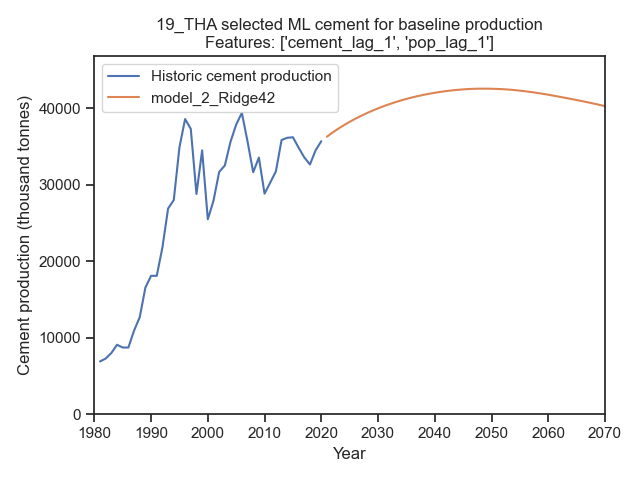 19_THA selected ML cement for baseline production
Features: ['cement_lag_1', 'pop_lag_1']
Historic cement production
model_2_Ridge42
Cement production (thousand tonnes)
40000
30000
20000
10000
0
1980 1990 2000 2010 2020 2030 2040 2050 2060 2070
Year